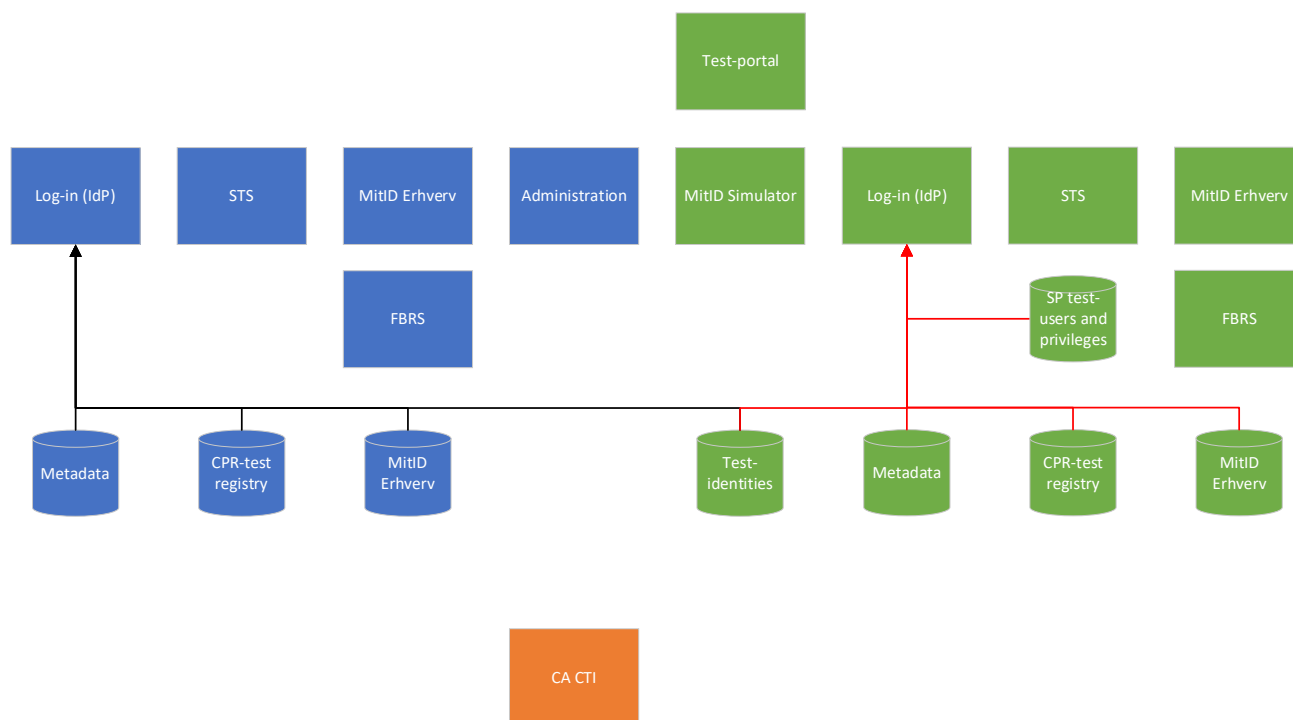 Test-portal
Log-in (IdP)
STS
MitID Erhverv
Administration
MitID Simulator
Log-in (IdP)
STS
MitID Erhverv
FBRS
SP test-
users and
privileges
FBRS
Metadata
CPR-test
registry
MitID
Erhverv
Test-
identities
Metadata
CPR-test
registry
MitID
Erhverv
CA CTI